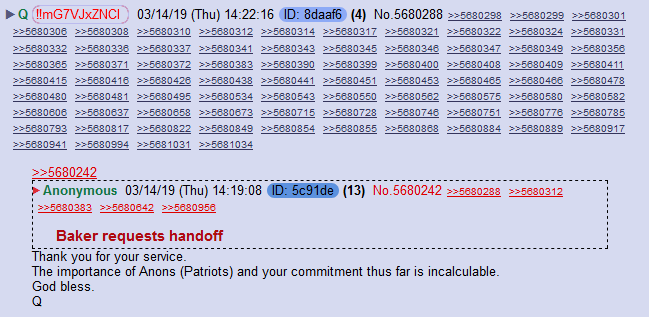 Q !!mG7VJxZNCI 03/14/19 (Thu) 14:22:16 ID: 8daaf6 (4) No.5680288 >>5680298 >>5680299 >>5680301
>>5680306 >>5680308 >>5680310 >>5680312 >>5680314 >>5680317 >>5680321 >>5680322 >>5680324 >>5680331
>>5680332 >>5680336 >>5680337 >>5680341 >>5680342 >>5680345 >>5680346 >>5680347 >>5680349 >>5680356
>>5680365 >>5680371 >>5680372 >>5680383 >>5680390 >>5680399 >>5680400 >>5680408 >>5680409 >>5680411
>>5680415 >>5680416 >>5680426 >>5680438 >>5680441 >>5680451 >>5680453 >>5680465 >>5680466 >>5680478
>>5680480 >>5680481 >>5680495 >>5680534 >>5680543 >>5680550 >>5680562 >>5680575 >>5680580 >>5680582
>>5680606 >>5680637 >>5680658 >>5680673 >>5680715 >>5680728 >>5680746 >>5680751 >>5680776 >>5680789
>>5680793 >>5680817 >>5680822 >>5680849 >>5680854 >>5680855 >>5680868 >>5680884 >>5680889 >>5680917
>>5680941 >>5680994 >>5681031 >>5681034
>>5680242
Anonymous 03/14/19 (Thu) 14:19:08 ID: 5c91de (13) No.5680242 >>5680288 >>5680312
>>5680383 >>5680642 >>5680956
Baker requests handoff
Thank you for your service.
The importance of Anons (Patriots) and your commitment thus far is incalculable.
God bless.
Q